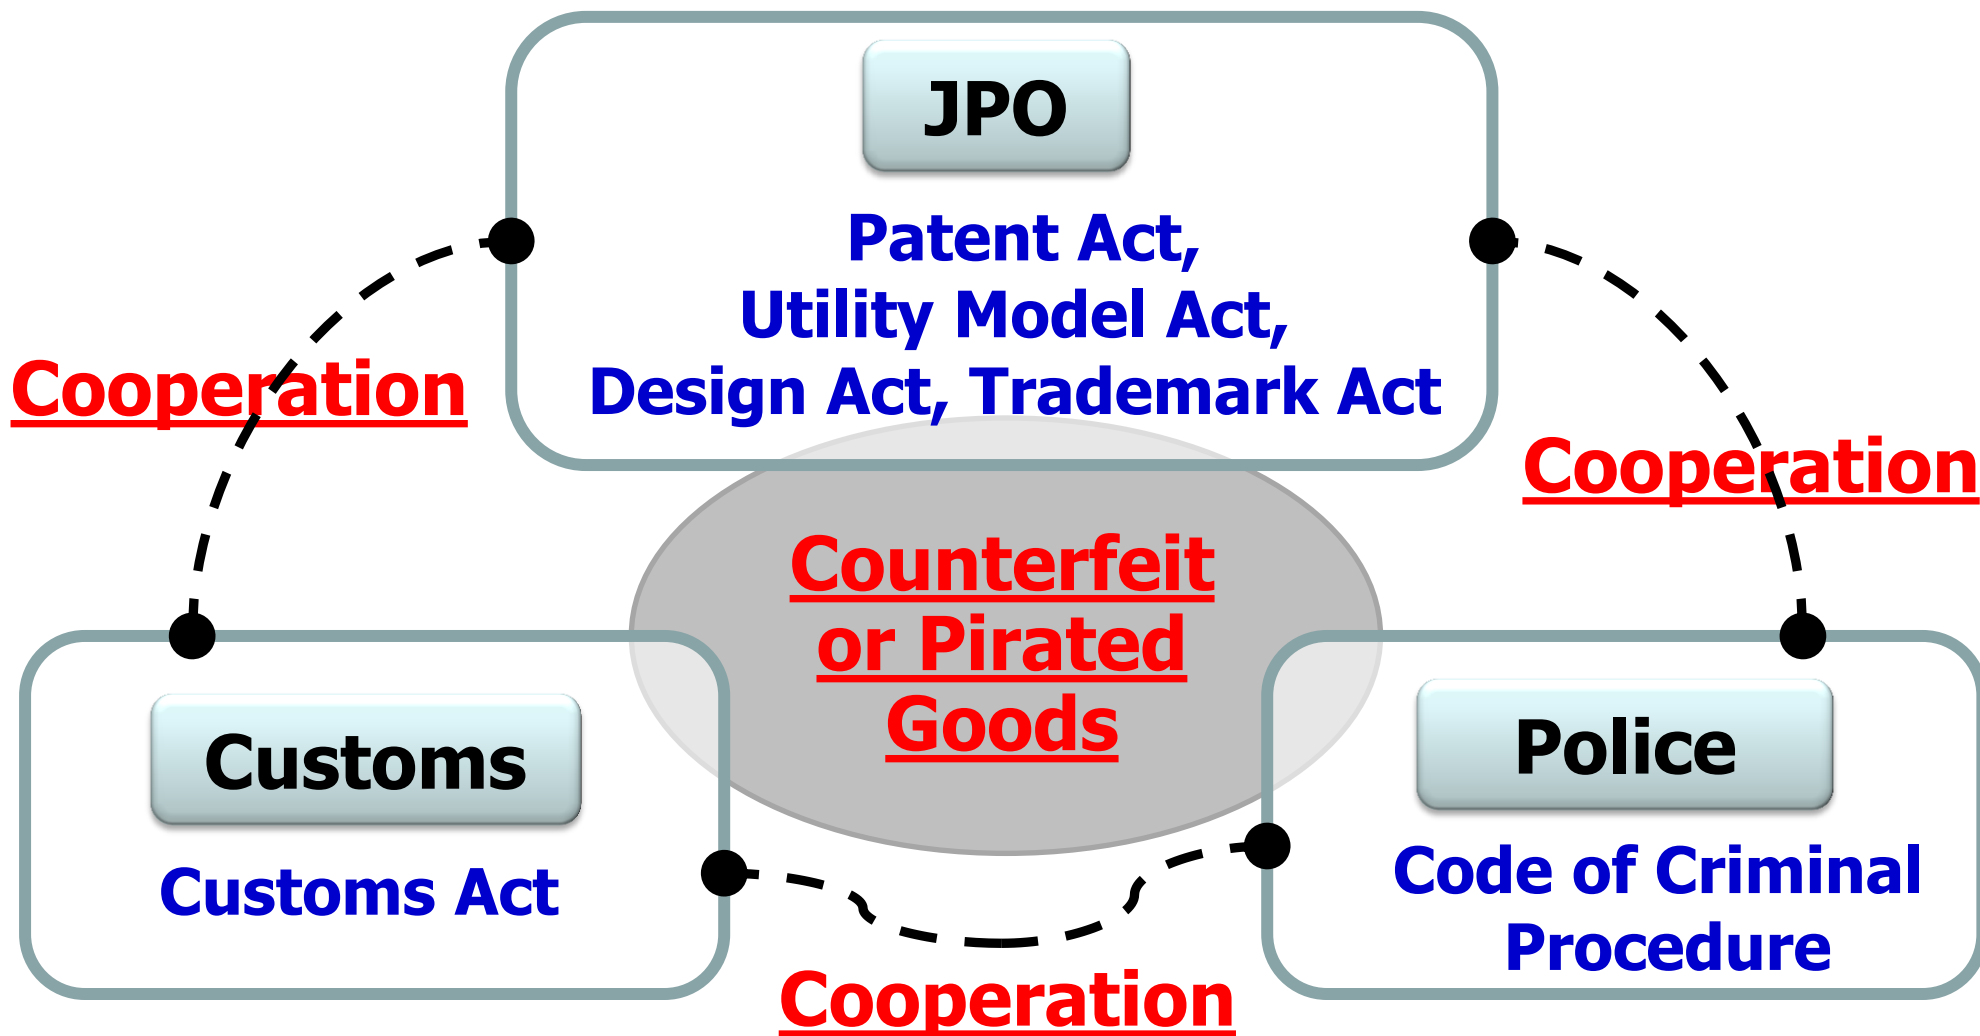 JPO
Patent Act,
Utility Model Act,
Design Act, Trademark Act
Cooperation
Cooperation
Counterfeit
or Pirated
Goods
Customs
Customs Act
Police
Code of Criminal
Procedure
Cooperation